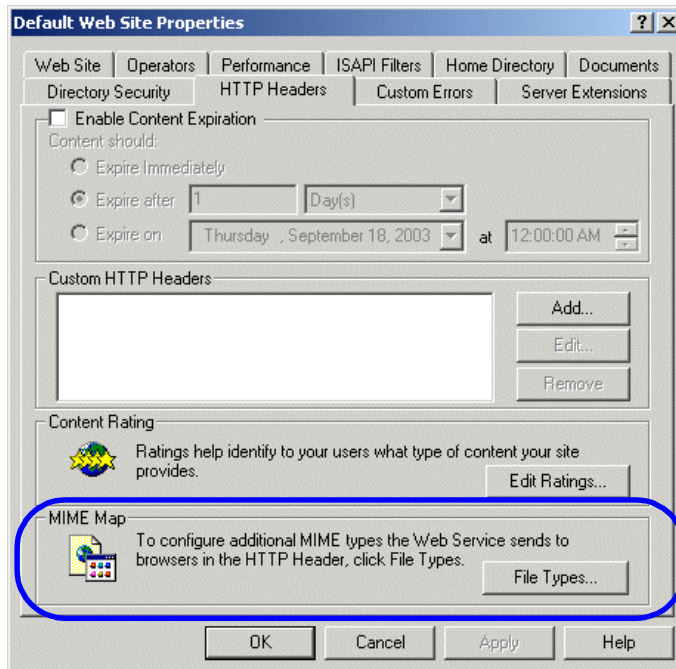 Default Web Site Properties
Web Site Operators Performance ISAPI Filters Home Directory Documents
Directory Security HTTP Headers Custom Errors Server Extensions
Enable Content Expiration
Content should:
Expire Immediately
Expire after 1 Day(s)
Expire on Thursday , September 18, 2003 at 12:00:00 AM
Custom HTTP Headers
Add...
Edit...
Remove
Content Rating
Ratings help identify to your users what type of content your site
provides.
Edit Ratings...
MIME Map
To configure additional MIME types the Web Service sends to
browsers in the HTTP Header, click File Types.
File Types...
OK Cancel Apply Help